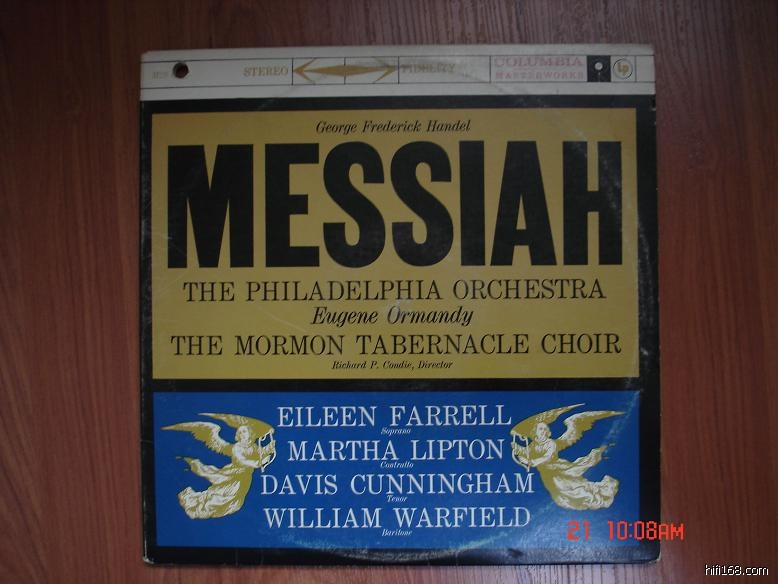 STEREO FIDELITY COLUMBIA
MASTERWORKS
LP
George Frederick Handel
MESSIAH
THE PHILADELPHIA ORCHESTRA
Eugene Ormandy
THE MORMON TABERNACLE CHOIR
Richard P. Condie, Director
EILEEN FARRELL
Soprano
MARTHA LIPTON
Contralto
DAVIS CUNNINGHAM
Tenor
WILLIAM WARFIELD
Baritone
21 10:08AM
hifi168.com